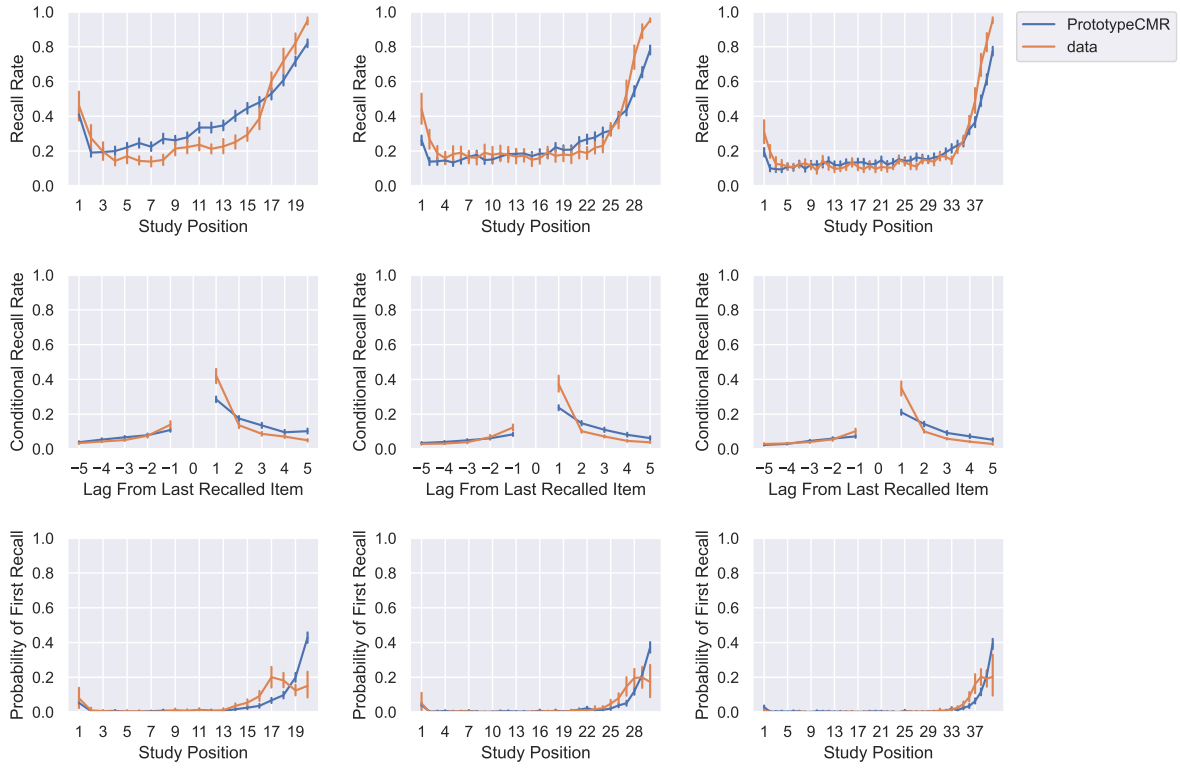 1.0 0.8 0.6 0.4 0.2 0.0
Recall Rate
1 3 5 7 9 11 13 15 17 19
Study Position
1.0 0.8 0.6 0.4 0.2 0.0
Recall Rate
1 4 7 10 13 16 19 22 25 28
Study Position
1.0 0.8 0.6 0.4 0.2 0.0
Recall Rate
1 5 9 13 17 21 25 29 33 37
Study Position
PrototypeCMR
data
1.0 0.8 0.6 0.4 0.2 0.0
Conditional Recall Rate
−5 −4 −3 −2 −1 0 1 2 3 4 5
Lag From Last Recalled Item
1.0 0.8 0.6 0.4 0.2 0.0
Conditional Recall Rate
−5 −4 −3 −2 −1 0 1 2 3 4 5
Lag From Last Recalled Item
1.0 0.8 0.6 0.4 0.2 0.0
Conditional Recall Rate
−5 −4 −3 −2 −1 0 1 2 3 4 5
Lag From Last Recalled Item
1.0 0.8 0.6 0.4 0.2 0.0
Probability of First Recall
1 3 5 7 9 11 13 15 17 19
Study Position
1.0 0.8 0.6 0.4 0.2 0.0
Probability of First Recall
1 4 7 10 13 16 19 22 25 28
Study Position
1.0 0.8 0.6 0.4 0.2 0.0
Probability of First Recall
1 5 9 13 17 21 25 29 33 37
Study Position